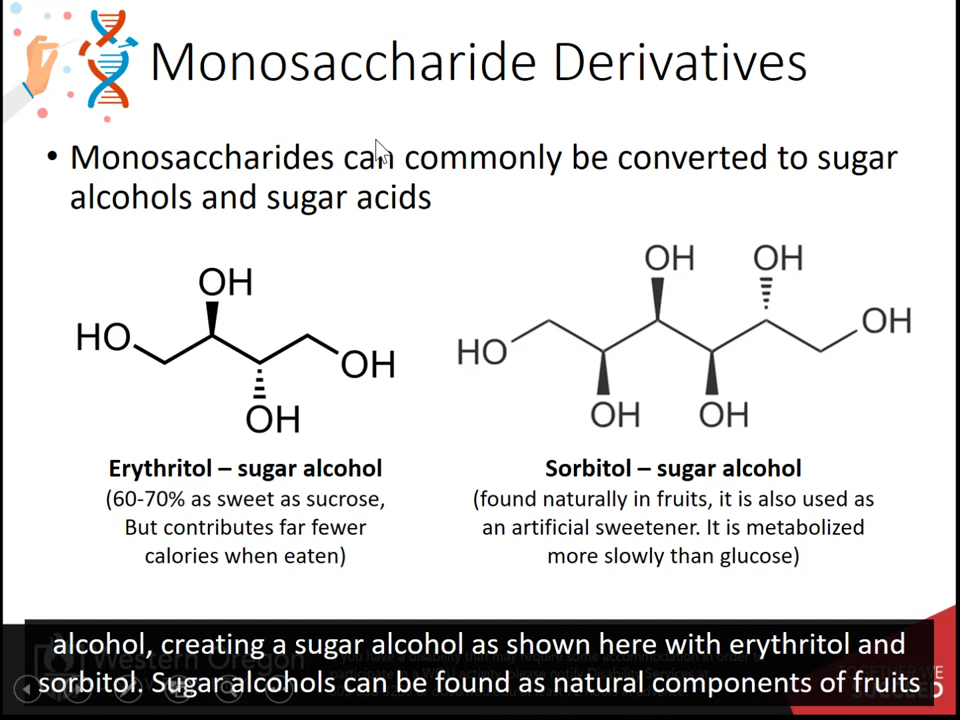 Monosaccharide Derivatives
• Monosaccharides can commonly be converted to sugar
alcohols and sugar acids
OH
HO
OH
OH
OH
OH
HO
OH
OH
OH
Erythritol – sugar alcohol
(60-70% as sweet as sucrose,
But contributes far fewer
calories when eaten)
Sorbitol – sugar alcohol
(found naturally in fruits, it is also used as
an artificial sweetener. It is metabolized
more slowly than glucose)
alcohol, creating a sugar alcohol as shown here with erythritol and
sorbitol. Sugar alcohols can be found as natural components of fruits